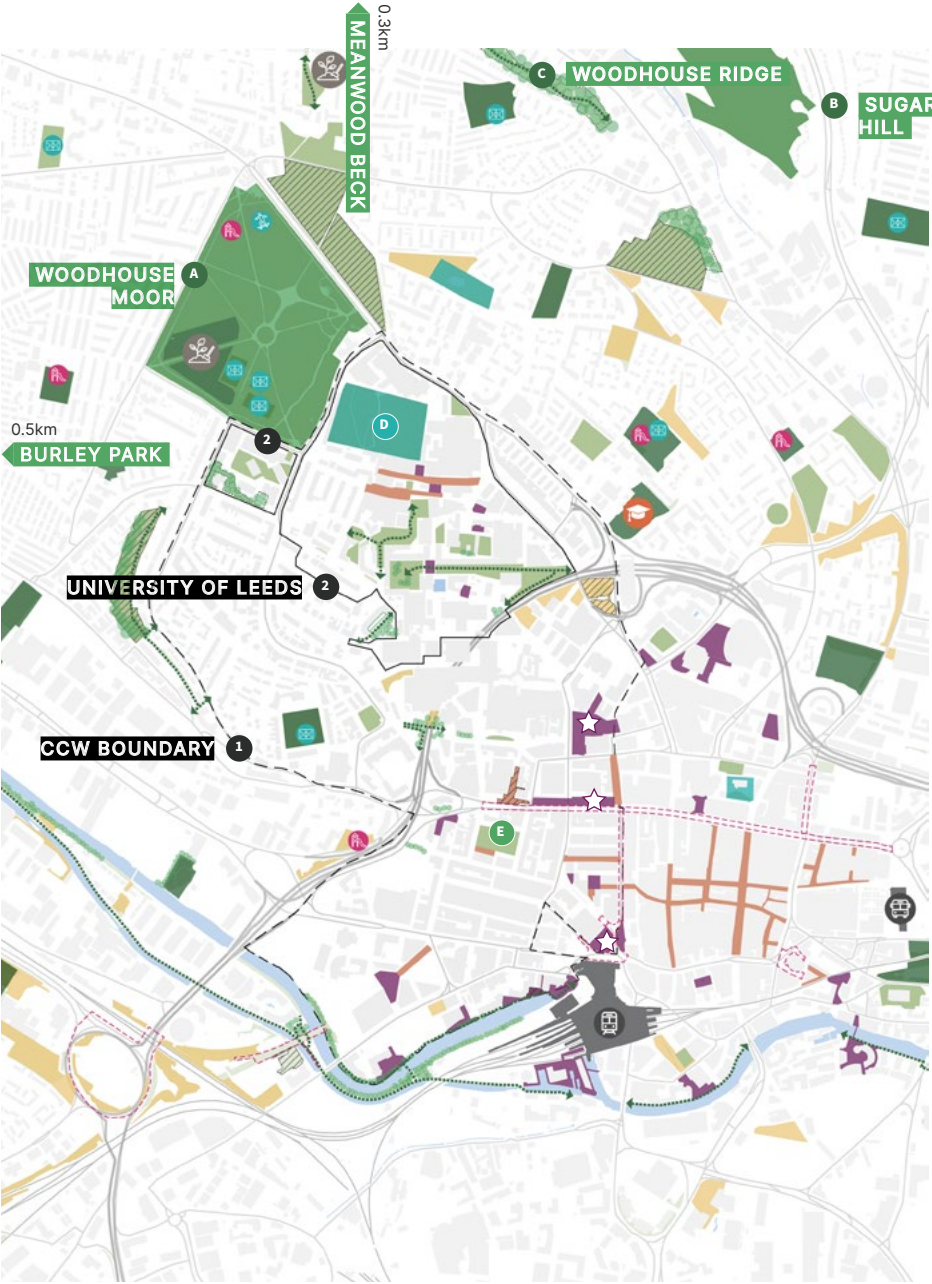 0.3km
MEANWOOD BECK
C
WOODHOUSE RIDGE
B
SUGAR
HILL
WOODHOUSE
MOOR
A
0.5km
BURLEY PARK
2
D
UNIVERSITY OF LEEDS
2
CCW BOUNDARY
1
E